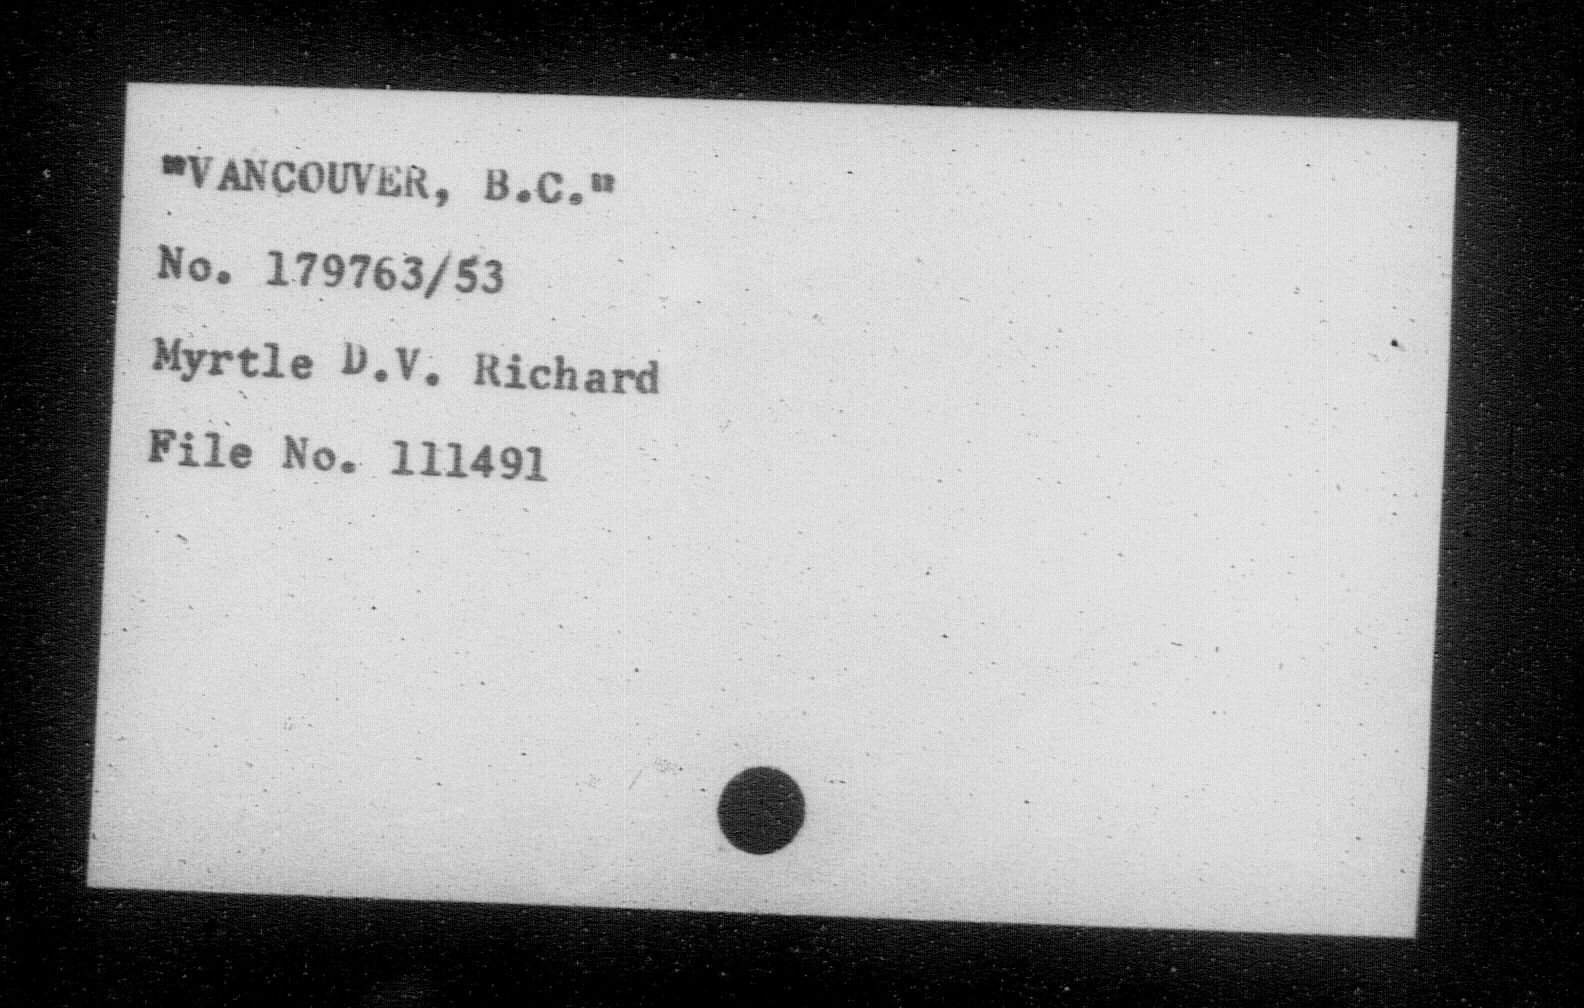 "VANCOUVER, B.C."
No. 179763/53
Myrtle D.V. Richard
File No. 111491